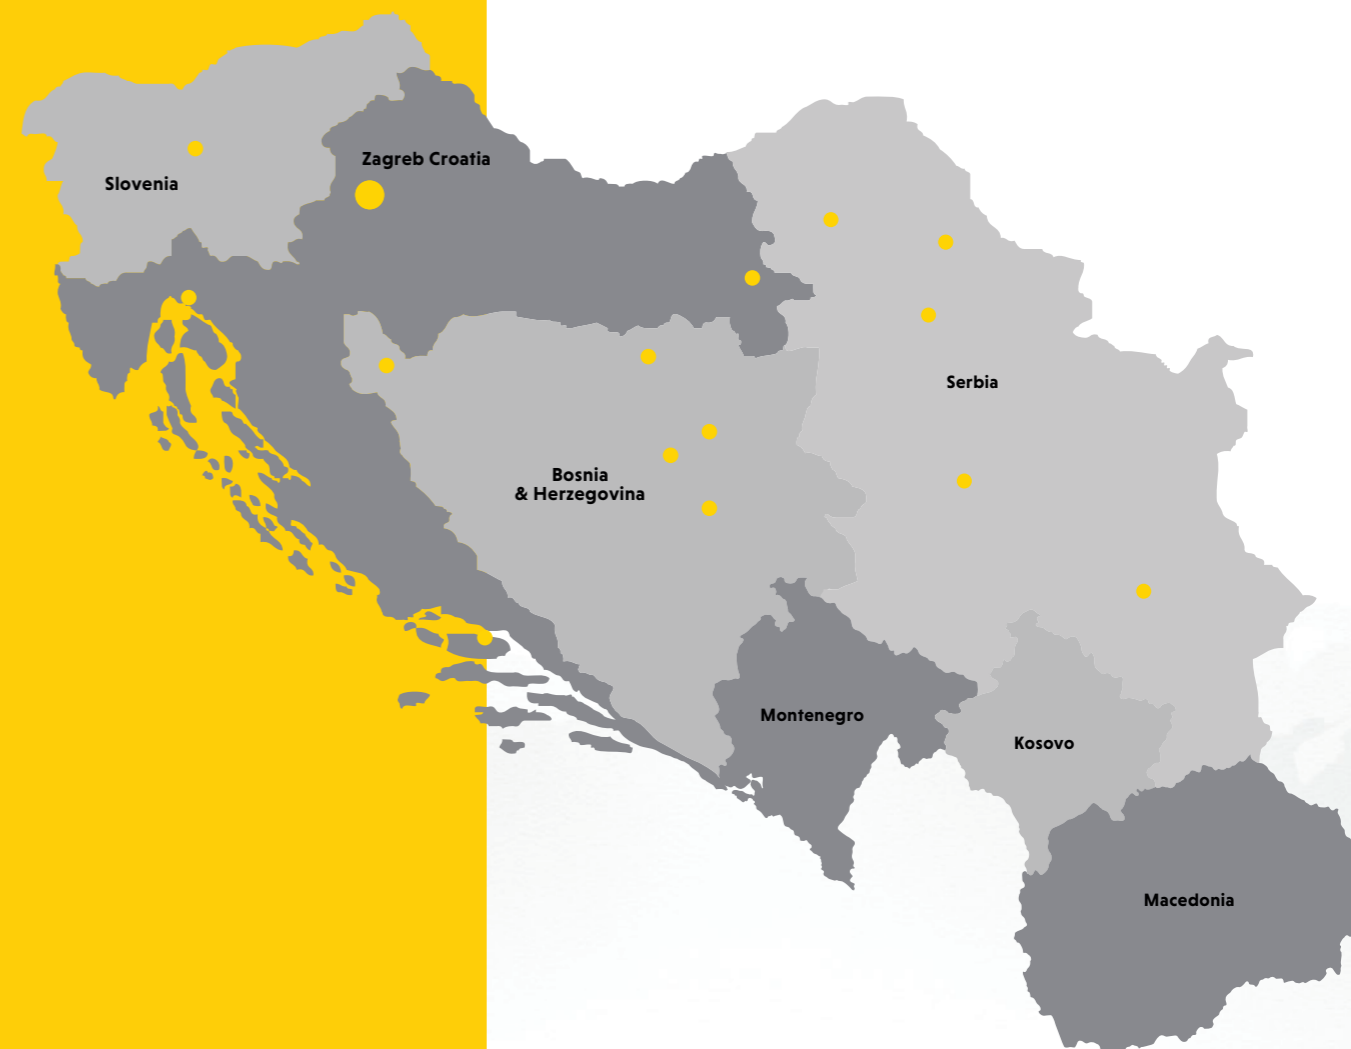 Zagreb Croatia
Slovenia
Serbia
Bosnia
& Herzegovina
Montenegro
Kosovo
Macedonia